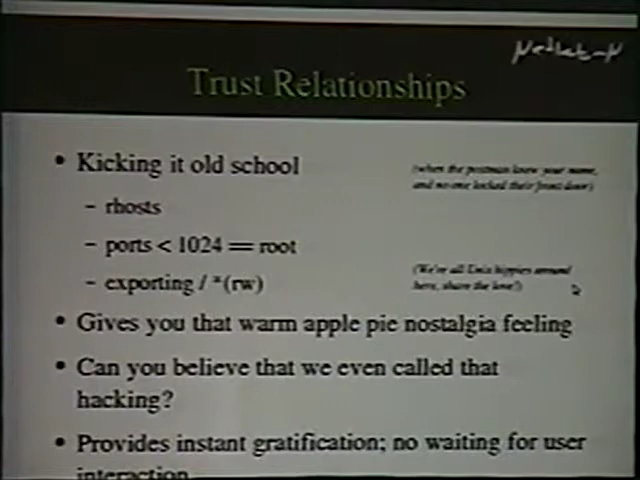 Trust Relationships
• Kicking it old school
(when the postman knew your name,
and no one locked their front door)
– rhosts
– ports < 1024 == root
– exporting / *(rw)
(We're all Unix hippies around
here, share the love!)
• Gives you that warm apple pie nostalgia feeling
• Can you believe that we even called that
hacking?
• Provides instant gratification; no waiting for user
interaction